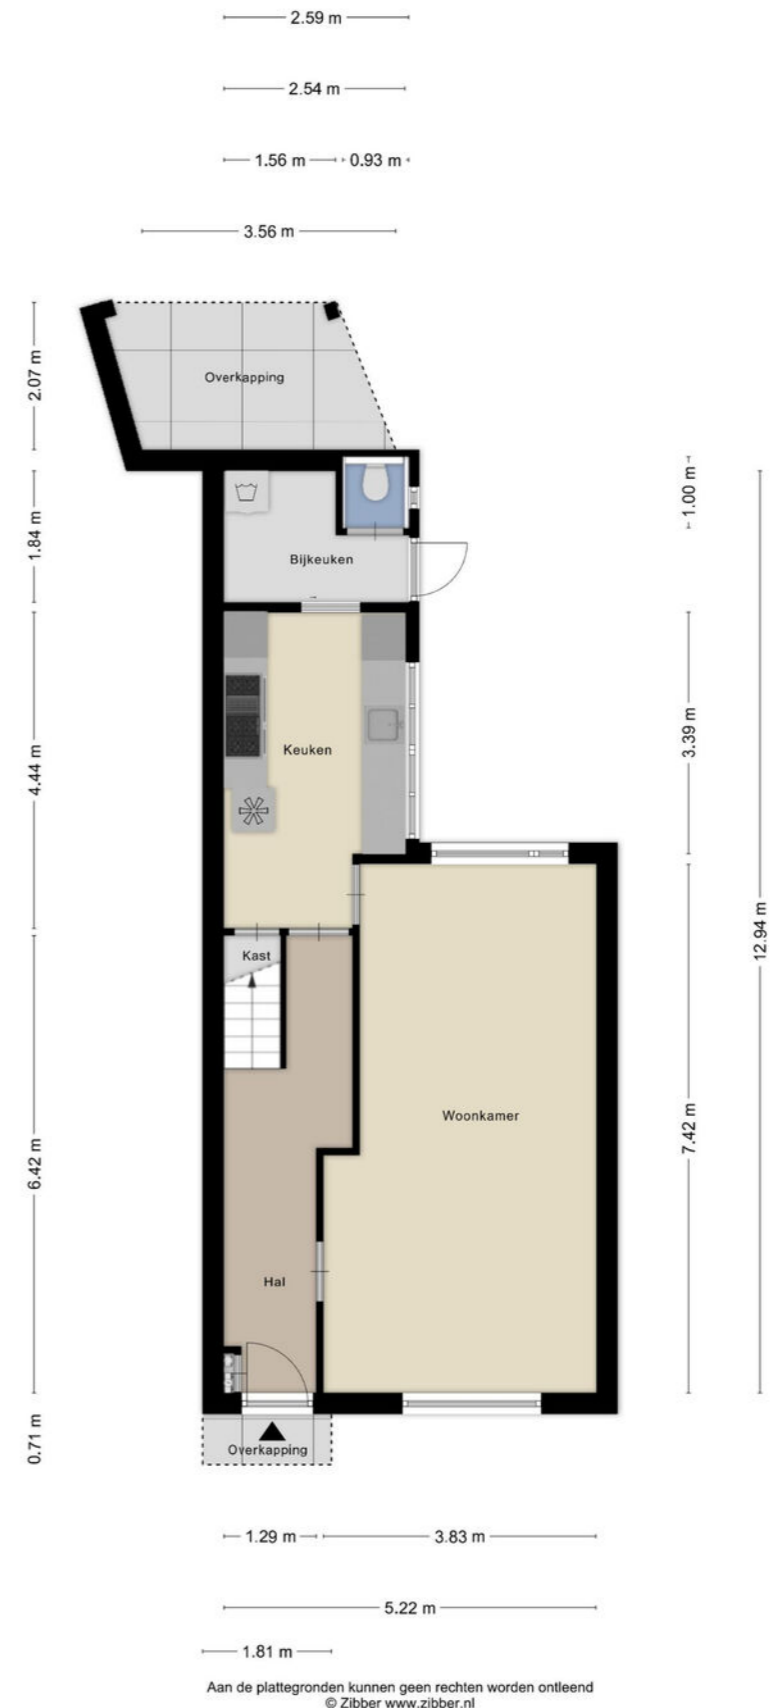 2.59 m
2.54 m
1.56 m
0.93 m
3.56 m
2.07 m
Overkapping
1.00 m
1.84 m
Bijkeuken
3.39 m
4.44 m
Keuken
12.94 m
Kast
7.42 m
Woonkamer
6.42 m
Hal
0.71 m
Overkapping
1.29 m
3.83 m
5.22 m
1.81 m
Aan de plattegronden kunnen geen rechten worden ontleend
© Zibber www.zibber.nl